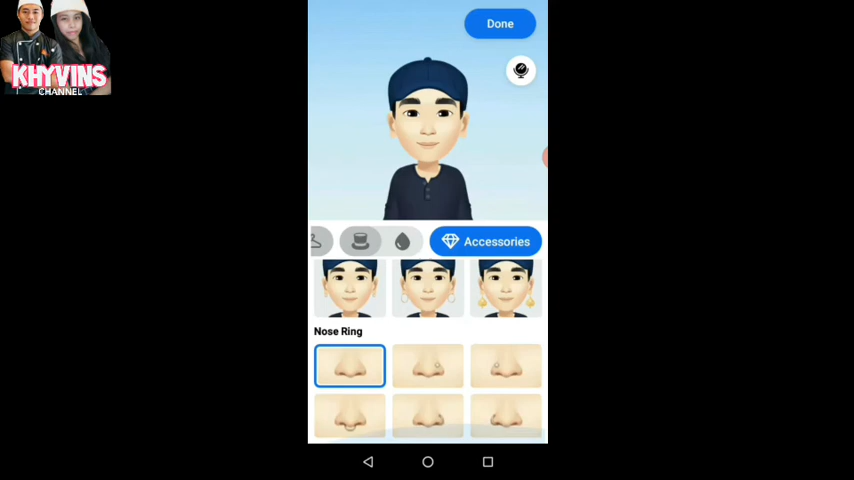 KHYVINS
CHANNEL
Done
Accessories
Nose Ring